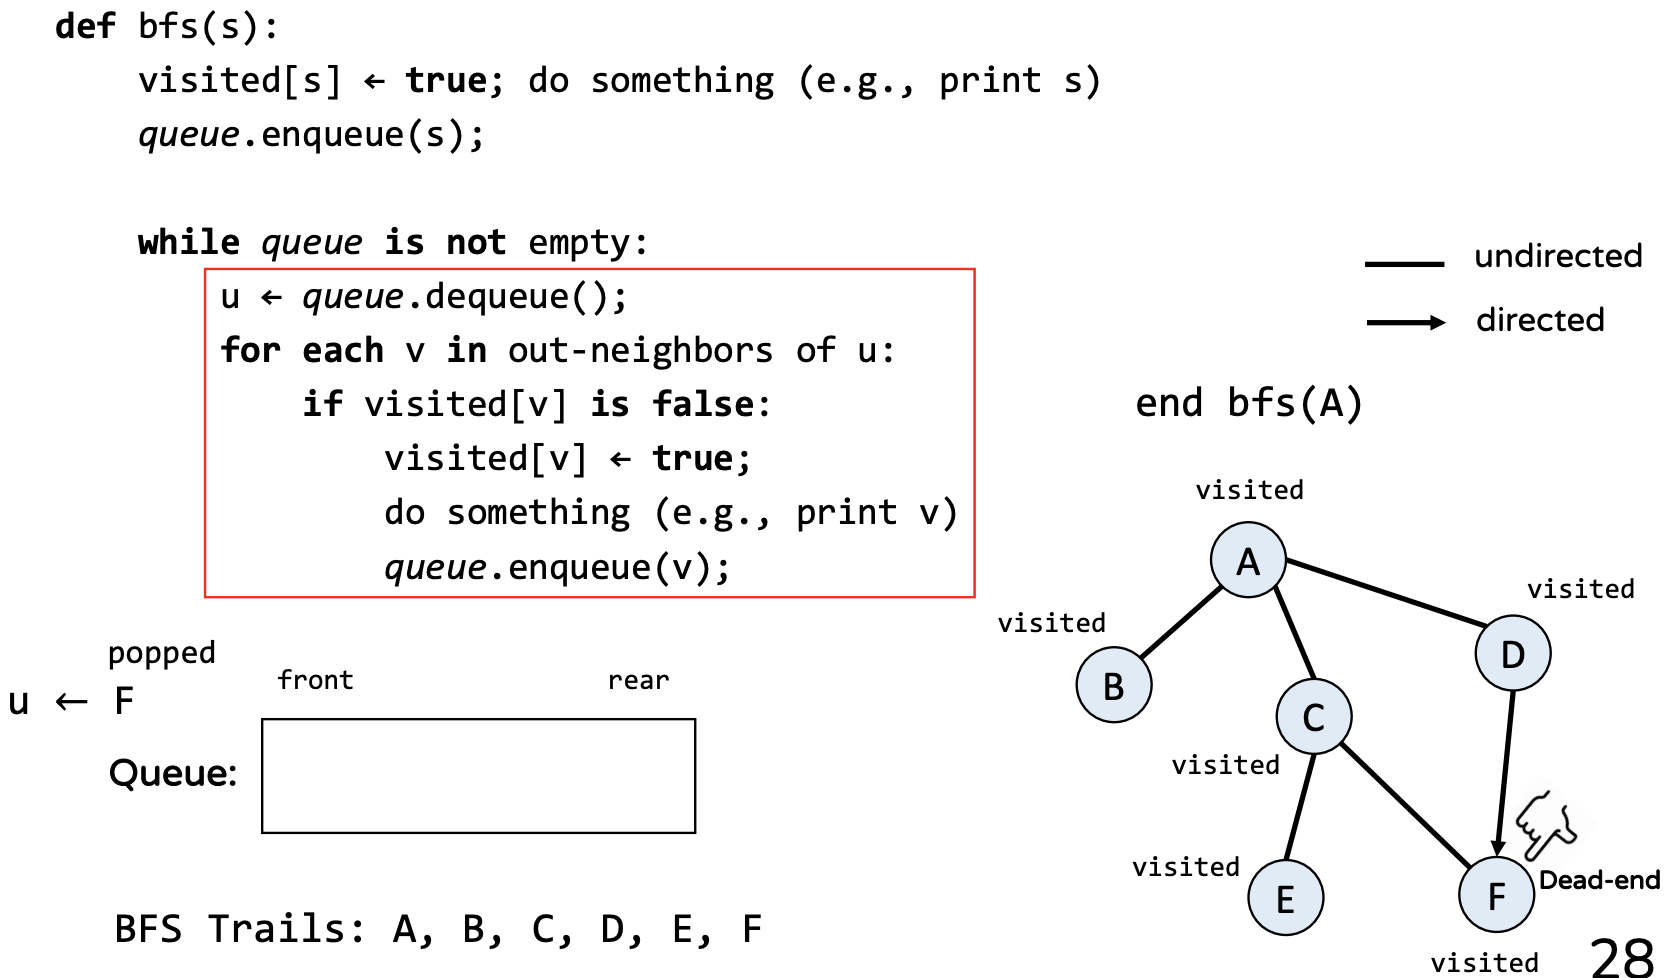 def bfs(s):
visited[s] ← true; do something (e.g., print s)
queue.enqueue(s);
while queue is not empty:
u ← queue.dequeue();
for each v in out-neighbors of u:
if visited[v] is false:
visited[v] ← true;
do something (e.g., print v)
queue.enqueue(v);
undirected
directed
end bfs(A)
visited
A
visited
D
visited
B
C
visited
visited
E
F
Dead-end
visited
popped
u ← F
front
rear
Queue:
BFS Trails: A, B, C, D, E, F
28